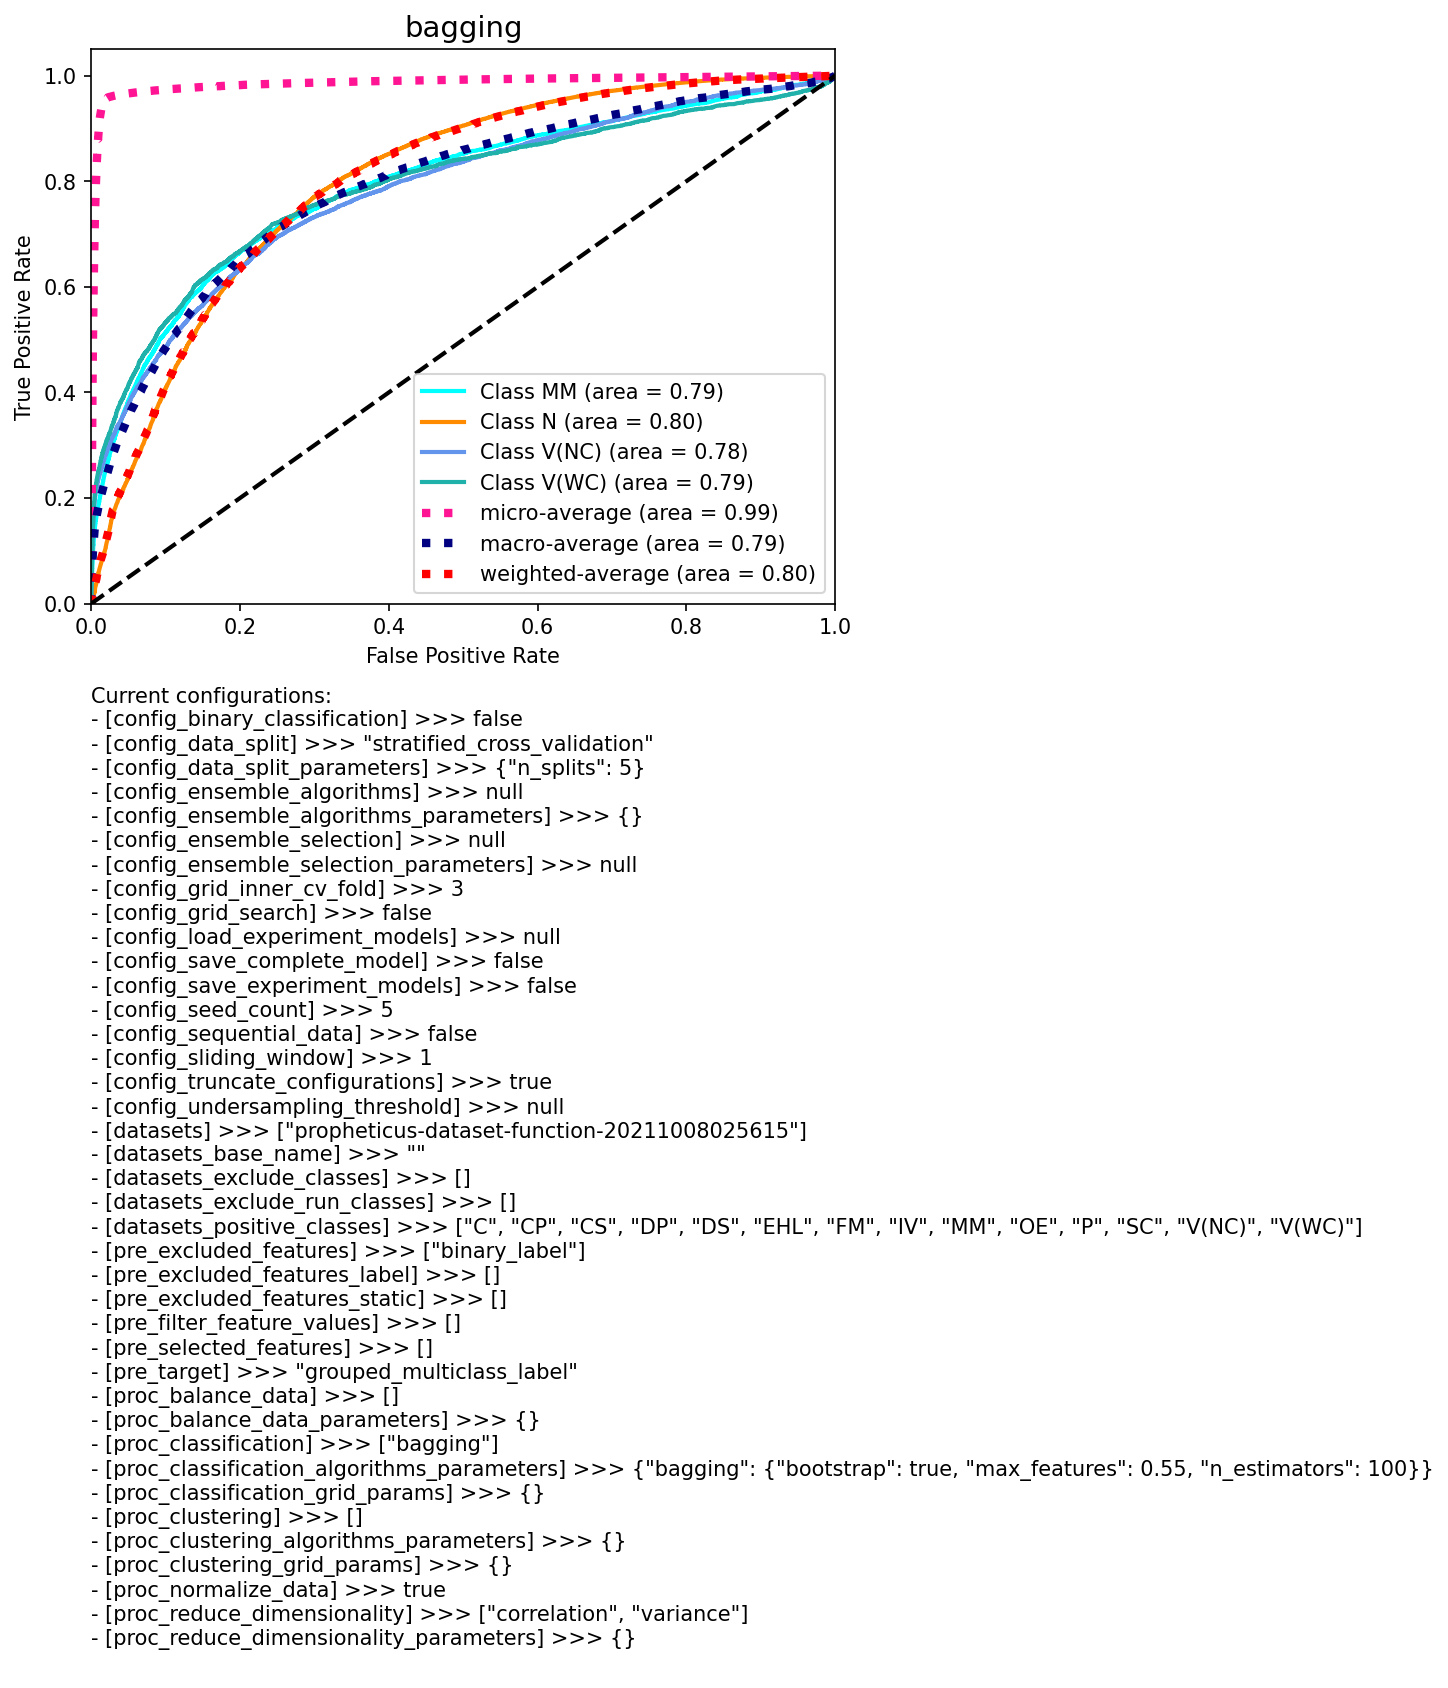 bagging
1.0
0.8
0.6
0.4
0.2
0.0
True Positive Rate
Class MM (area = 0.79)
Class N (area = 0.80)
Class V(NC) (area = 0.78)
Class V(WC) (area = 0.79)
micro-average (area = 0.99)
macro-average (area = 0.79)
weighted-average (area = 0.80)
0.0 0.2 0.4 0.6 0.8 1.0
False Positive Rate
Current configurations:
- [config_binary_classification] >>> false
- [config_data_split] >>> "stratified_cross_validation"
- [config_data_split_parameters] >>> {"n_splits": 5}
- [config_ensemble_algorithms] >>> null
- [config_ensemble_algorithms_parameters] >>> {}
- [config_ensemble_selection] >>> null
- [config_ensemble_selection_parameters] >>> null
- [config_grid_inner_cv_fold] >>> 3
- [config_grid_search] >>> false
- [config_load_experiment_models] >>> null
- [config_save_complete_model] >>> false
- [config_save_experiment_models] >>> false
- [config_seed_count] >>> 5
- [config_sequential_data] >>> false
- [config_sliding_window] >>> 1
- [config_truncate_configurations] >>> true
- [config_undersampling_threshold] >>> null
- [datasets] >>> ["propheticus-dataset-function-20211008025615"]
- [datasets_base_name] >>> ""
- [datasets_exclude_classes] >>> []
- [datasets_exclude_run_classes] >>> []
- [datasets_positive_classes] >>> ["C", "CP", "CS", "DP", "DS", "EHL", "FM", "IV", "MM", "OE", "P", "SC", "V(NC)", "V(WC)"]
- [pre_excluded_features] >>> ["binary_label"]
- [pre_excluded_features_label] >>> []
- [pre_excluded_features_static] >>> []
- [pre_filter_feature_values] >>> []
- [pre_selected_features] >>> []
- [pre_target] >>> "grouped_multiclass_label"
- [proc_balance_data] >>> []
- [proc_balance_data_parameters] >>> {}
- [proc_classification] >>> ["bagging"]
- [proc_classification_algorithms_parameters] >>> {"bagging": {"bootstrap": true, "max_features": 0.55, "n_estimators": 100}}
- [proc_classification_grid_params] >>> {}
- [proc_clustering] >>> []
- [proc_clustering_algorithms_parameters] >>> {}
- [proc_clustering_grid_params] >>> {}
- [proc_normalize_data] >>> true
- [proc_reduce_dimensionality] >>> ["correlation", "variance"]
- [proc_reduce_dimensionality_parameters] >>> {}